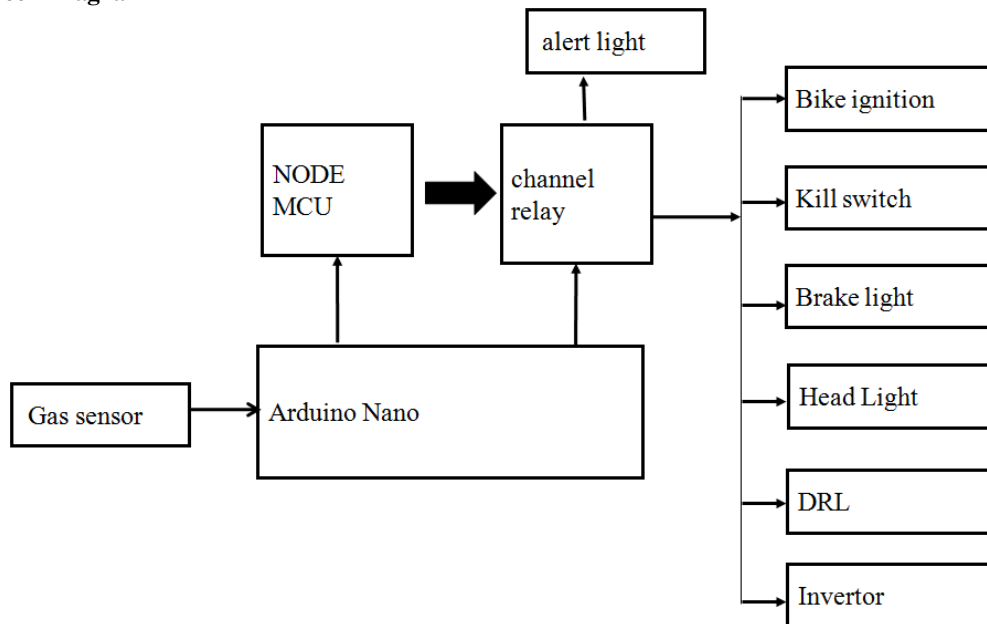 alert light
Bike ignition
NODE
MCU
channel
relay
Kill switch
Brake light
Gas sensor
Arduino Nano
Head Light
DRL
Invertor